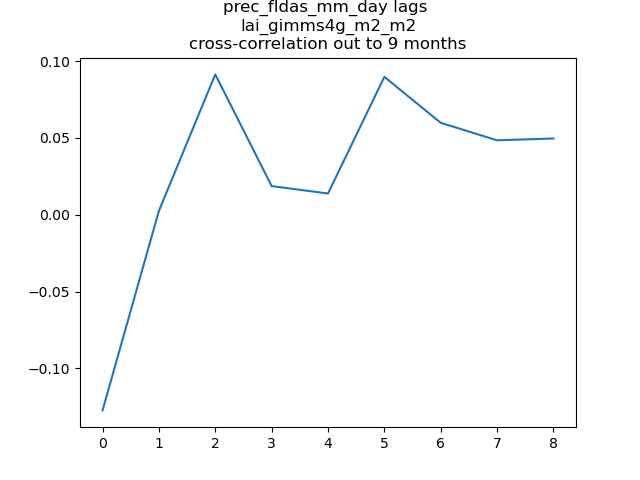 prec_fldas_mm_day lags
lai_gimms4g_m2_m2
cross-correlation out to 9 months
0.10
0.05
0.00
−0.05
−0.10
0 1 2 3 4 5 6 7 8